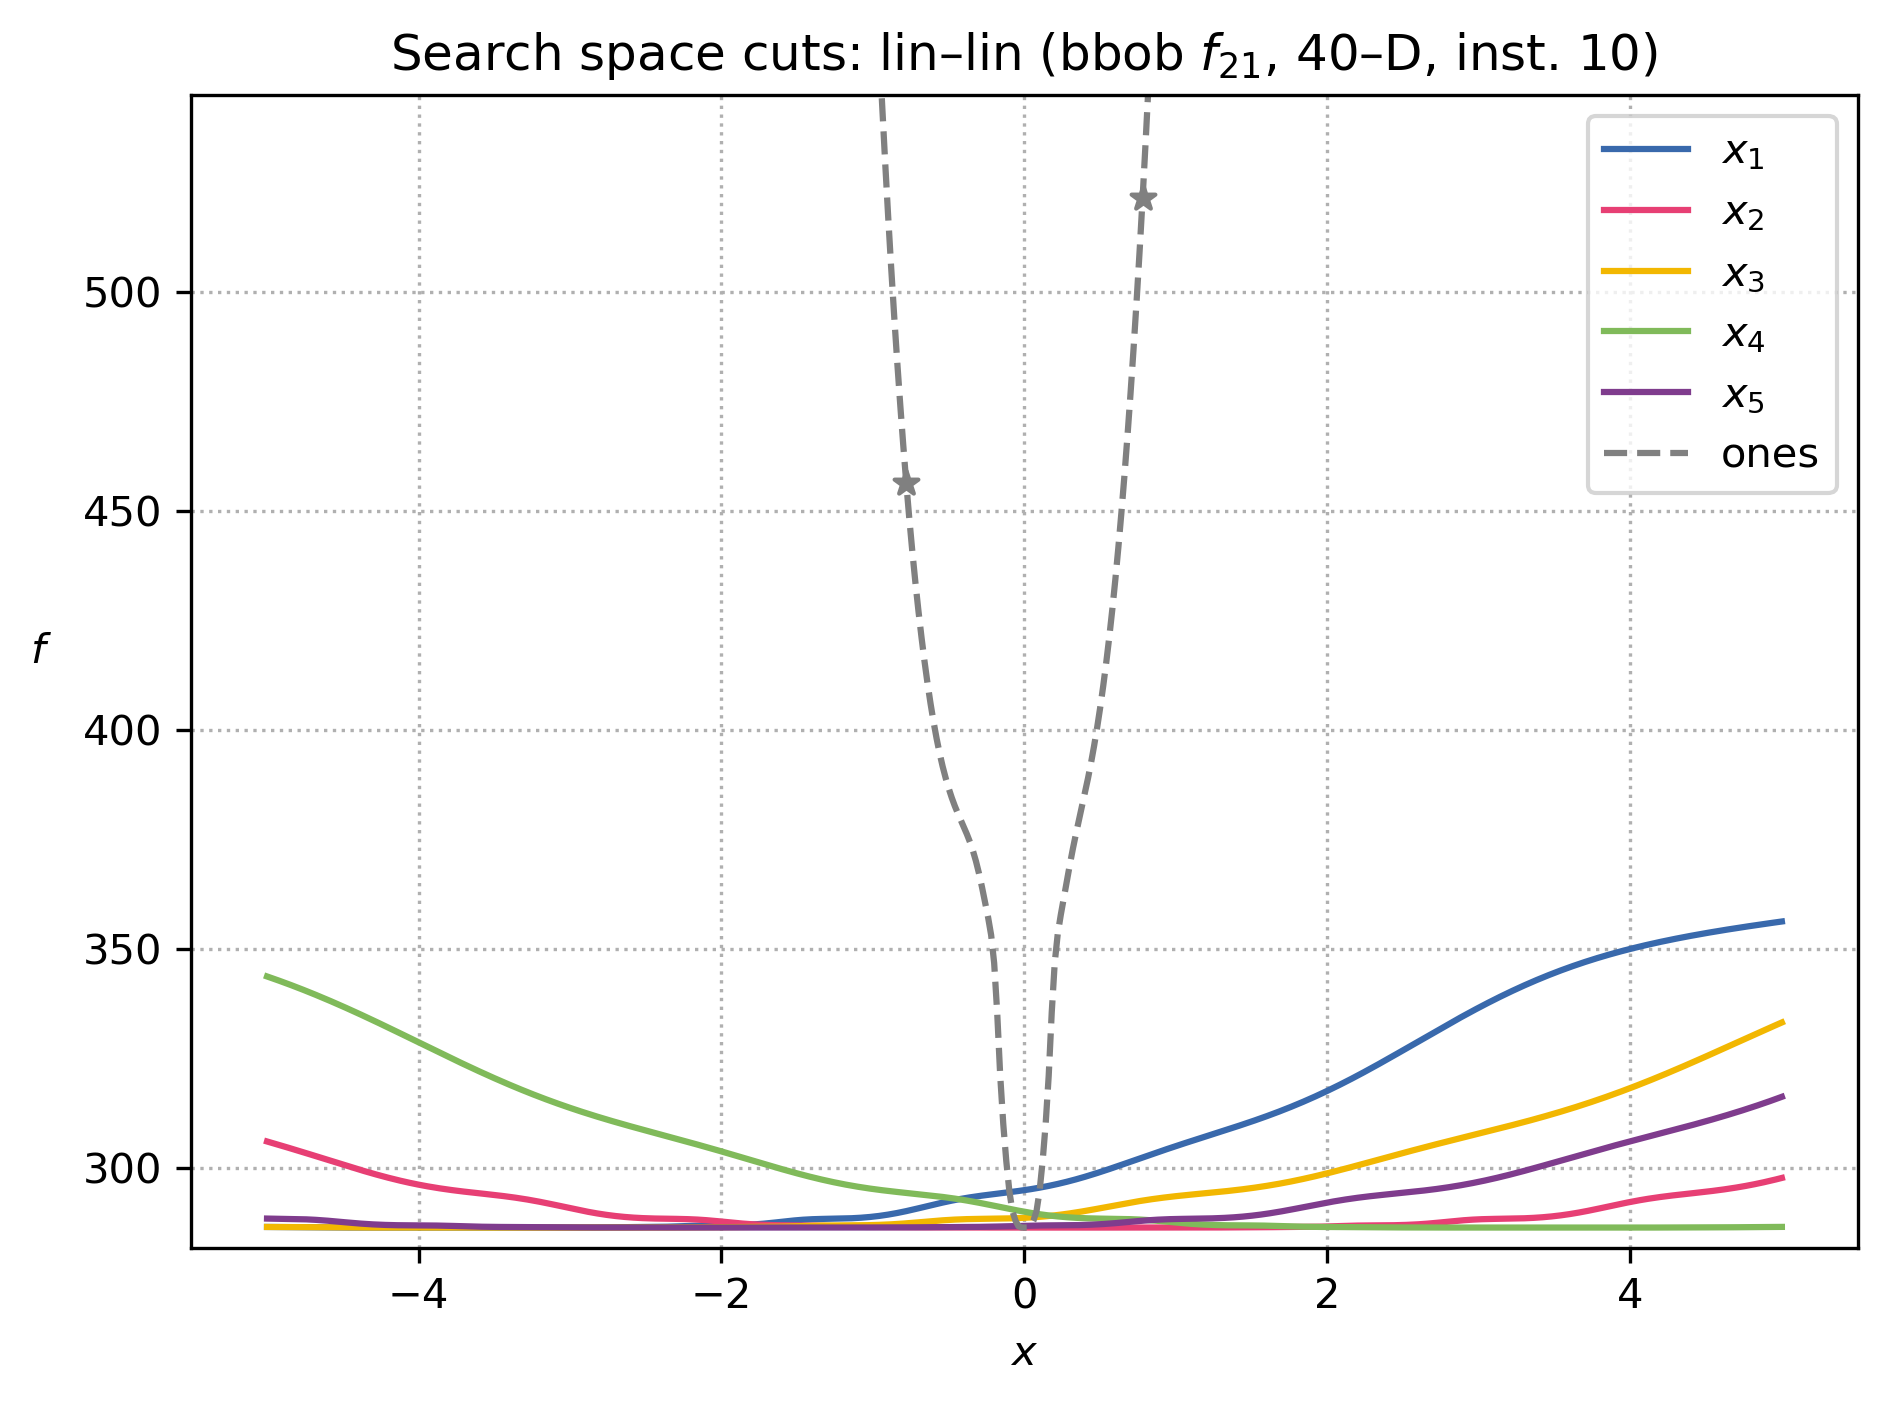 Search space cuts: lin–lin (bbob f21, 40–D, inst. 10)
x1
x2
x3
x4
x5
ones
500
450
400
350
300
f
−4
−2
0
2
4
x